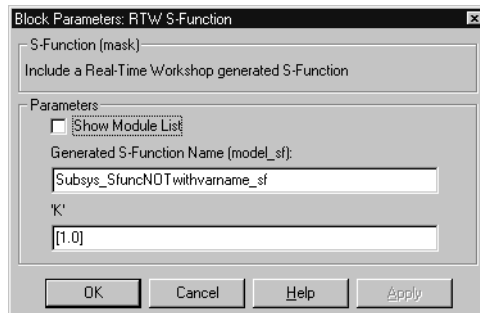 Block Parameters: RTW S-Function
S-Function (mask)
Include a Real-Time Workshop generated S-Function
Parameters
Show Module List
Generated S-Function Name (model_sf):
Subsys_SfuncNOTwithvarname_sf
'K'
[1.0]
OK Cancel Help Apply